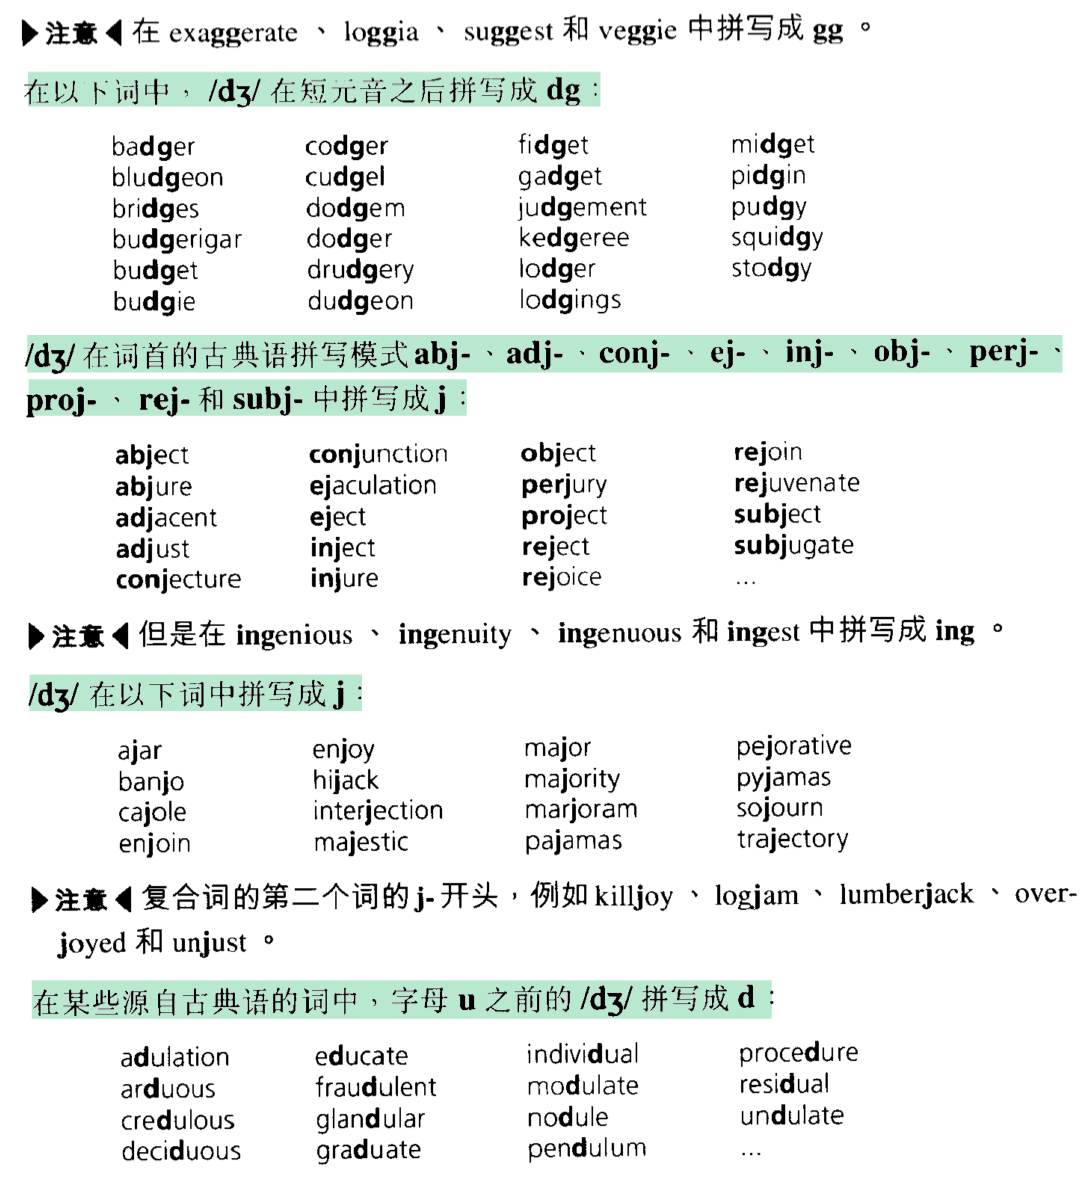 ▶注意◀ 在 exaggerate 、 loggia 、 suggest 和 veggie 中拼写成 gg 。
在以下词中，/dʒ/ 在短元音之后拼写成 dg：
badger codger fidget midget
bludgeon cudgel gadget pidgin
bridges dodgem judgement pudgy
budgerigar dodger kedgeree squidgy
budget drudgery lodger stodgy
budgie dudgeon lodgings
/dʒ/ 在词首的古典语拼写模式 abj- 、adj- 、conj- 、ej- 、inj- 、obj- 、perj- 、
proj- 、rej- 和 subj- 中拼写成 j：
abject conjunction object rejoin
abjure ejaculation perjury rejuvenate
adjacent eject project subject
adjust inject reject subjugate
conjecture injure rejoice ...
▶注意◀ 但是在 ingenious 、 ingenuity 、 ingenuous 和 ingest 中拼写成 ing 。
/dʒ/ 在以下词中拼写成 j：
ajar enjoy major pejorative
banjo hijack majority pyjamas
cajole interjection marjoram sojourn
enjoin majestic pajamas trajectory
▶注意◀ 复合词的第二个词的 j- 开头，例如 killjoy 、 logjam 、 lumberjack 、 over-
joyed 和 unjust 。
在某些源自古典语的词中，字母 u 之前的 /dʒ/ 拼写成 d：
adulation educate individual procedure
arduous fraudulent modulate residual
credulous glandular nodule undulate
deciduous graduate pendulum ...